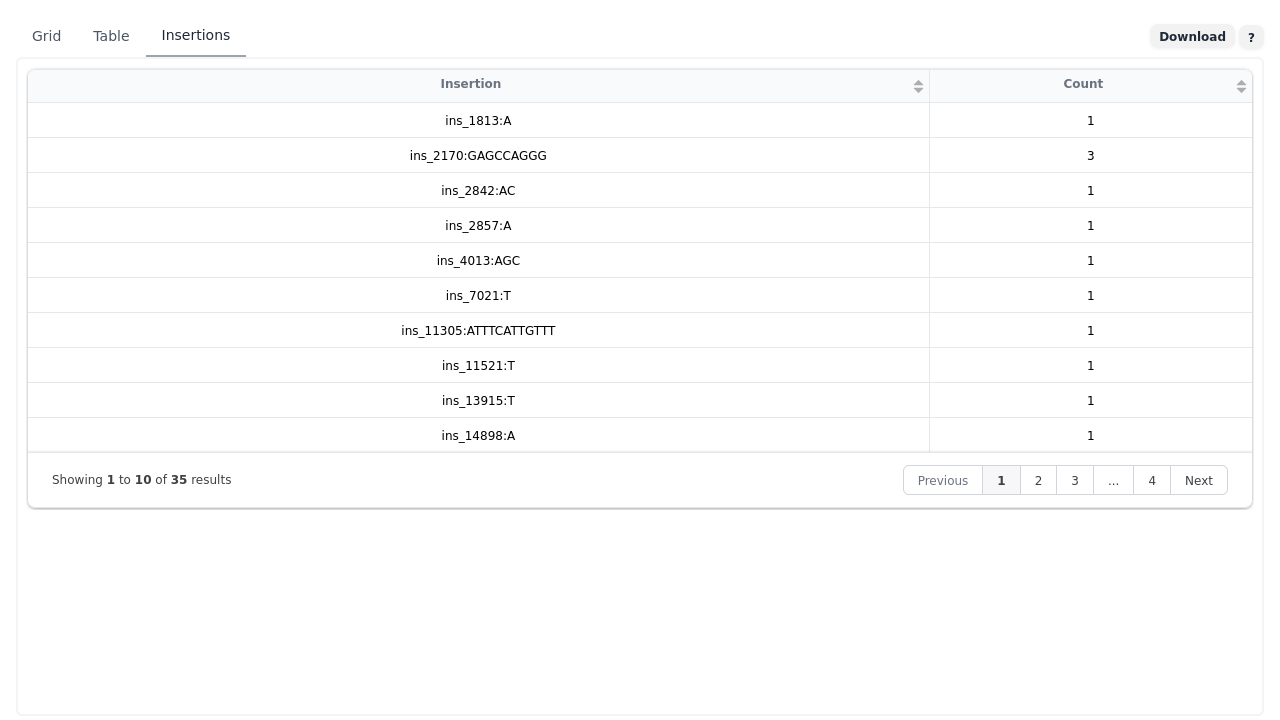 Grid Table Insertions Download ?
Insertion Count
ins_1813:A 1
ins_2170:GAGCCAGGG 3
ins_2842:AC 1
ins_2857:A 1
ins_4013:AGC 1
ins_7021:T 1
ins_11305:ATTTCATTGTTT 1
ins_11521:T 1
ins_13915:T 1
ins_14898:A 1
Showing 1 to 10 of 35 results Previous 1 2 3 ... 4 Next